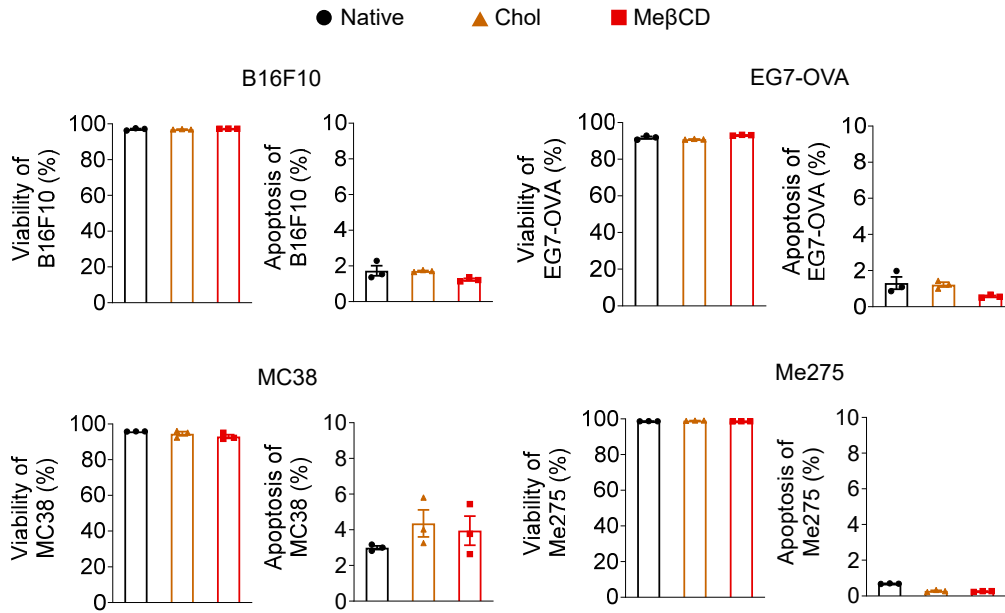 Native Chol MeβCD
B16F10
Viability of
B16F10 (%)
100
80
60
40
20
0
Apoptosis of
B16F10 (%)
10
8
6
4
2
0
EG7-OVA
Viability of
EG7-OVA (%)
100
80
60
40
20
0
Apoptosis of
EG7-OVA (%)
10
8
6
4
2
0
MC38
Viability of
MC38 (%)
100
80
60
40
20
0
Apoptosis of
MC38 (%)
10
8
6
4
2
0
Me275
Viability of
Me275 (%)
100
80
60
40
20
0
Apoptosis of
Me275 (%)
10
8
6
4
2
0